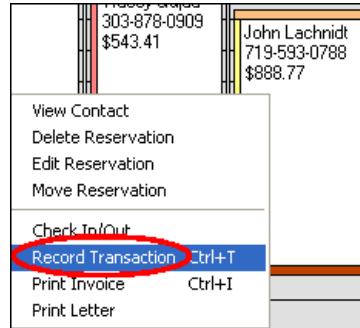 303-878-0909
$543.41
John Lachnidt
719-593-0788
$888.77
View Contact
Delete Reservation
Edit Reservation
Move Reservation
Check In/Out
Record Transaction Ctrl+T
Print Invoice Ctrl+I
Print Letter